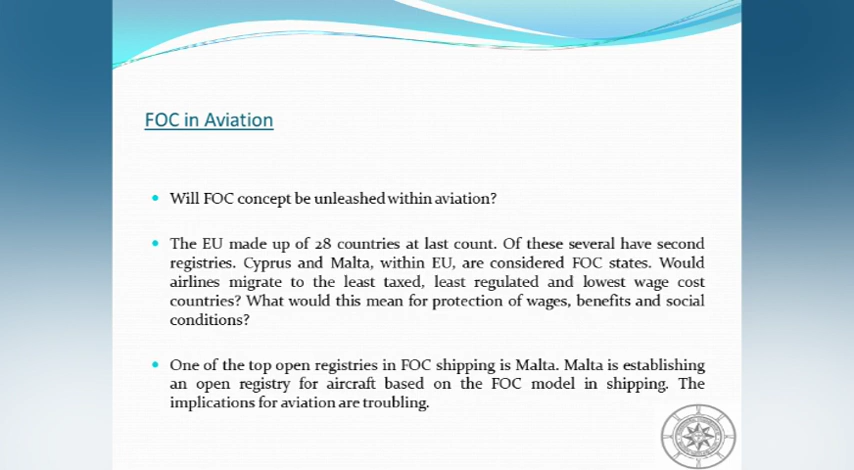 FOC in Aviation
• Will FOC concept be unleashed within aviation?
• The EU made up of 28 countries at last count. Of these several have second
registries. Cyprus and Malta, within EU, are considered FOC states. Would
airlines migrate to the least taxed, least regulated and lowest wage cost
countries? What would this mean for protection of wages, benefits and social
conditions?
• One of the top open registries in FOC shipping is Malta. Malta is establishing
an open registry for aircraft based on the FOC model in shipping. The
implications for aviation are troubling.